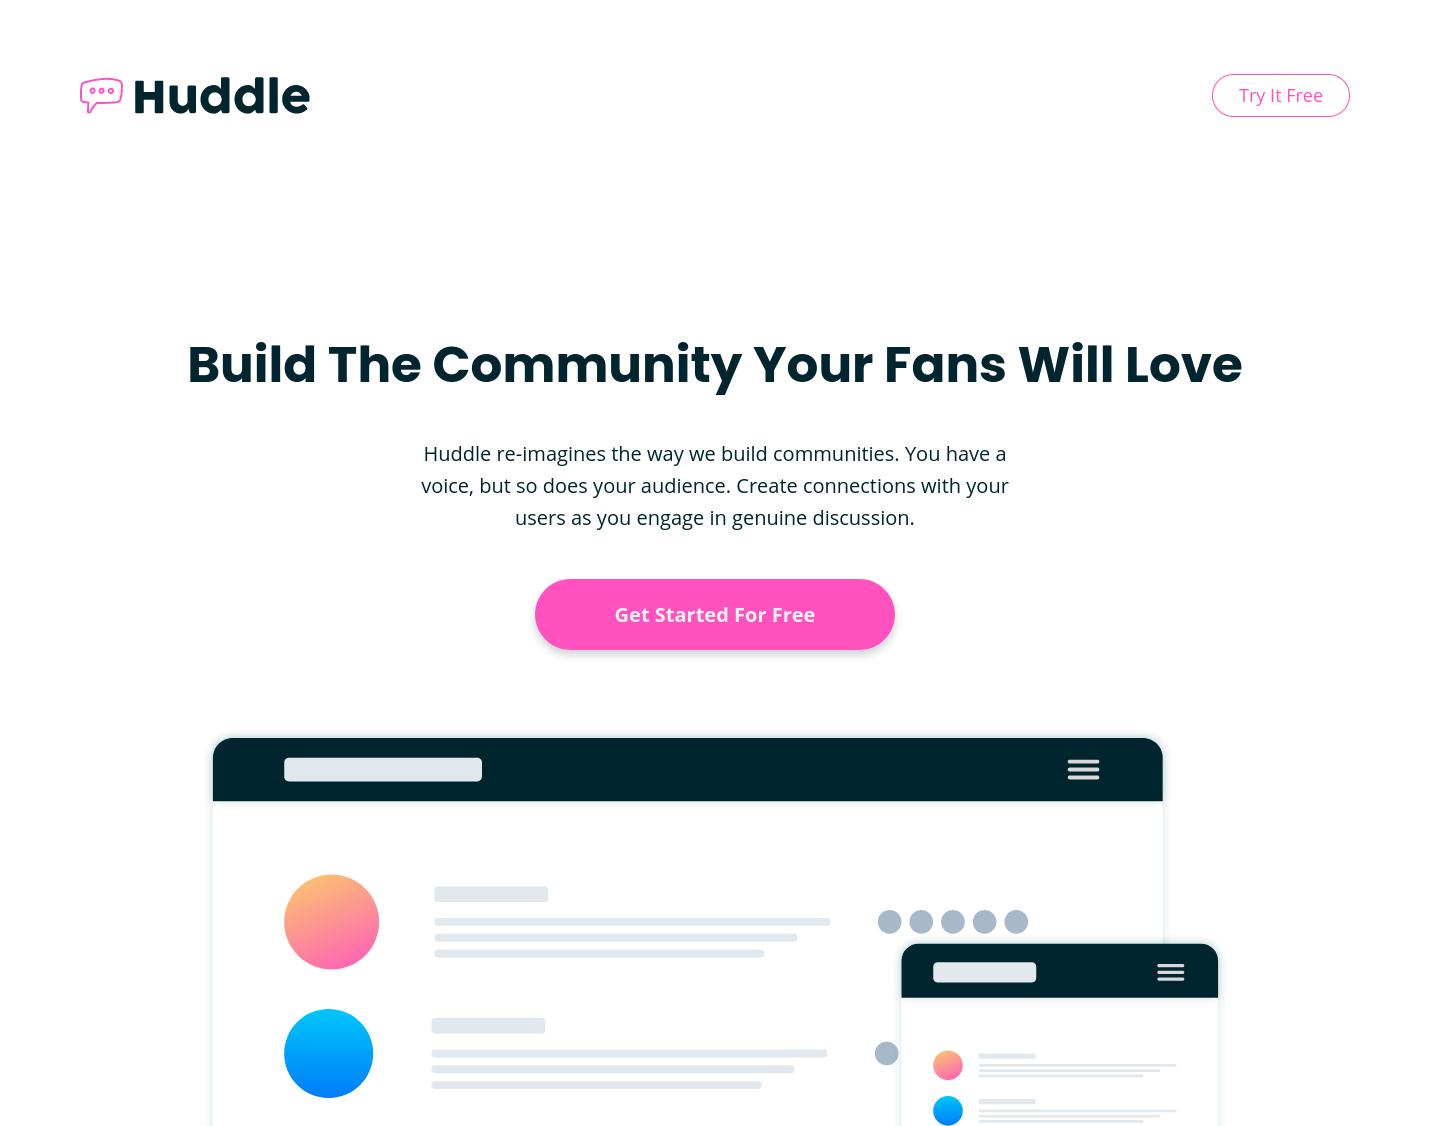 Huddle
Try It Free
Build The Community Your Fans Will Love
Huddle re-imagines the way we build communities. You have a
voice, but so does your audience. Create connections with your
users as you engage in genuine discussion.
Get Started For Free